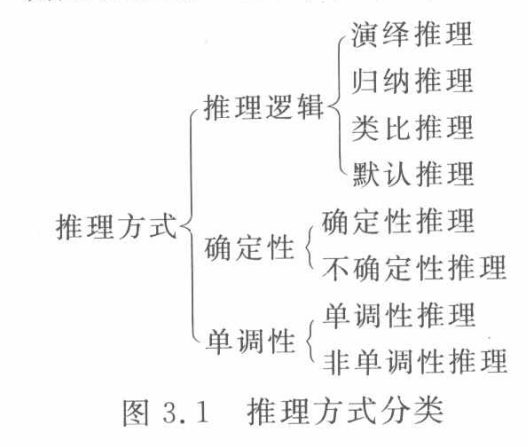 演绎推理
归纳推理
推理逻辑
类比推理
默认推理
推理方式
确定性推理
确定性
不确定性推理
单调性推理
单调性
非单调性推理
图 3.1 推理方式分类